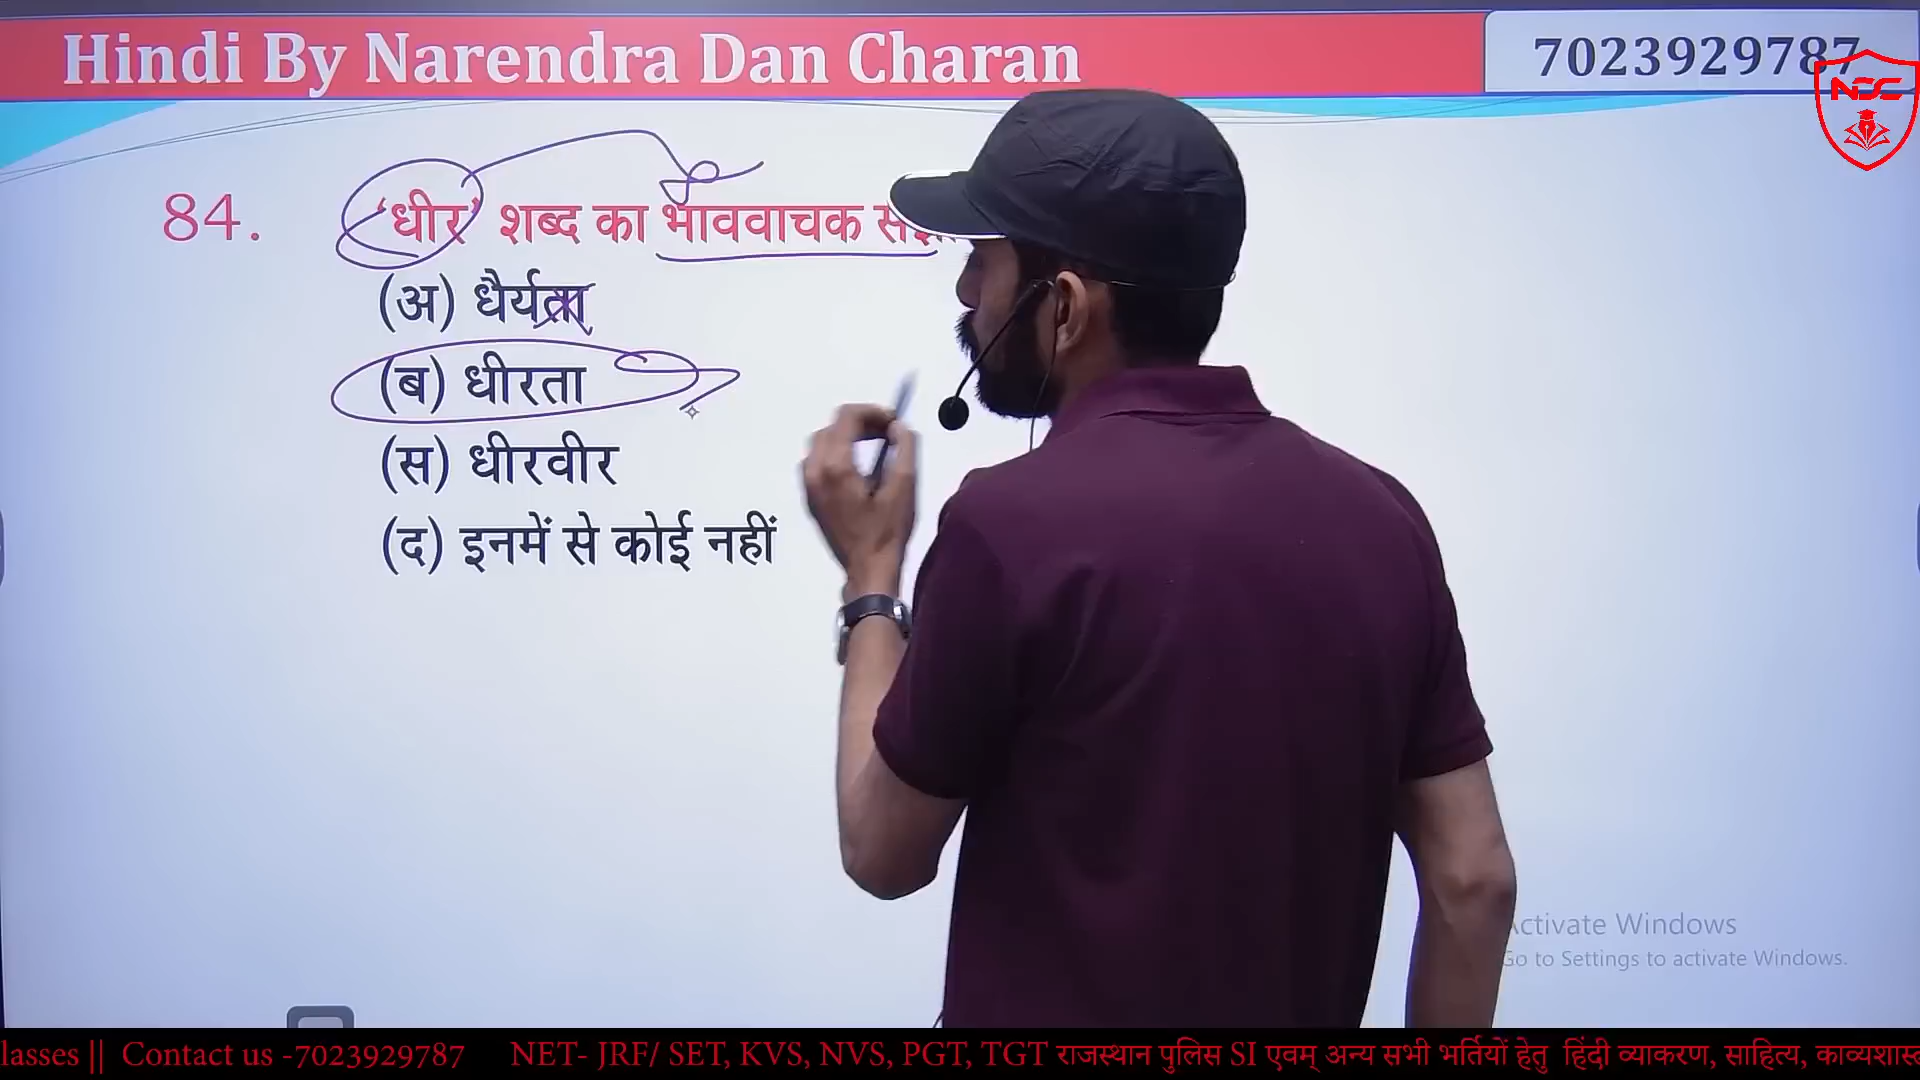 Hindi By Narendra Dan Charan
7023929787
NSC
84. 'धीर' शब्द का भाववाचक
(अ) धैर्यता
(ब) धीरता
(स) धीरवीर
(द) इनमें से कोई नहीं
Activate Windows
Go to Settings to activate Windows.
lasses || Contact us -7023929787 NET- JRF/ SET, KVS, NVS, PGT, TGT राजस्थान पुलिस SI एवम् अन्य सभी भर्तियों हेतु हिंदी व्याकरण, साहित्य,